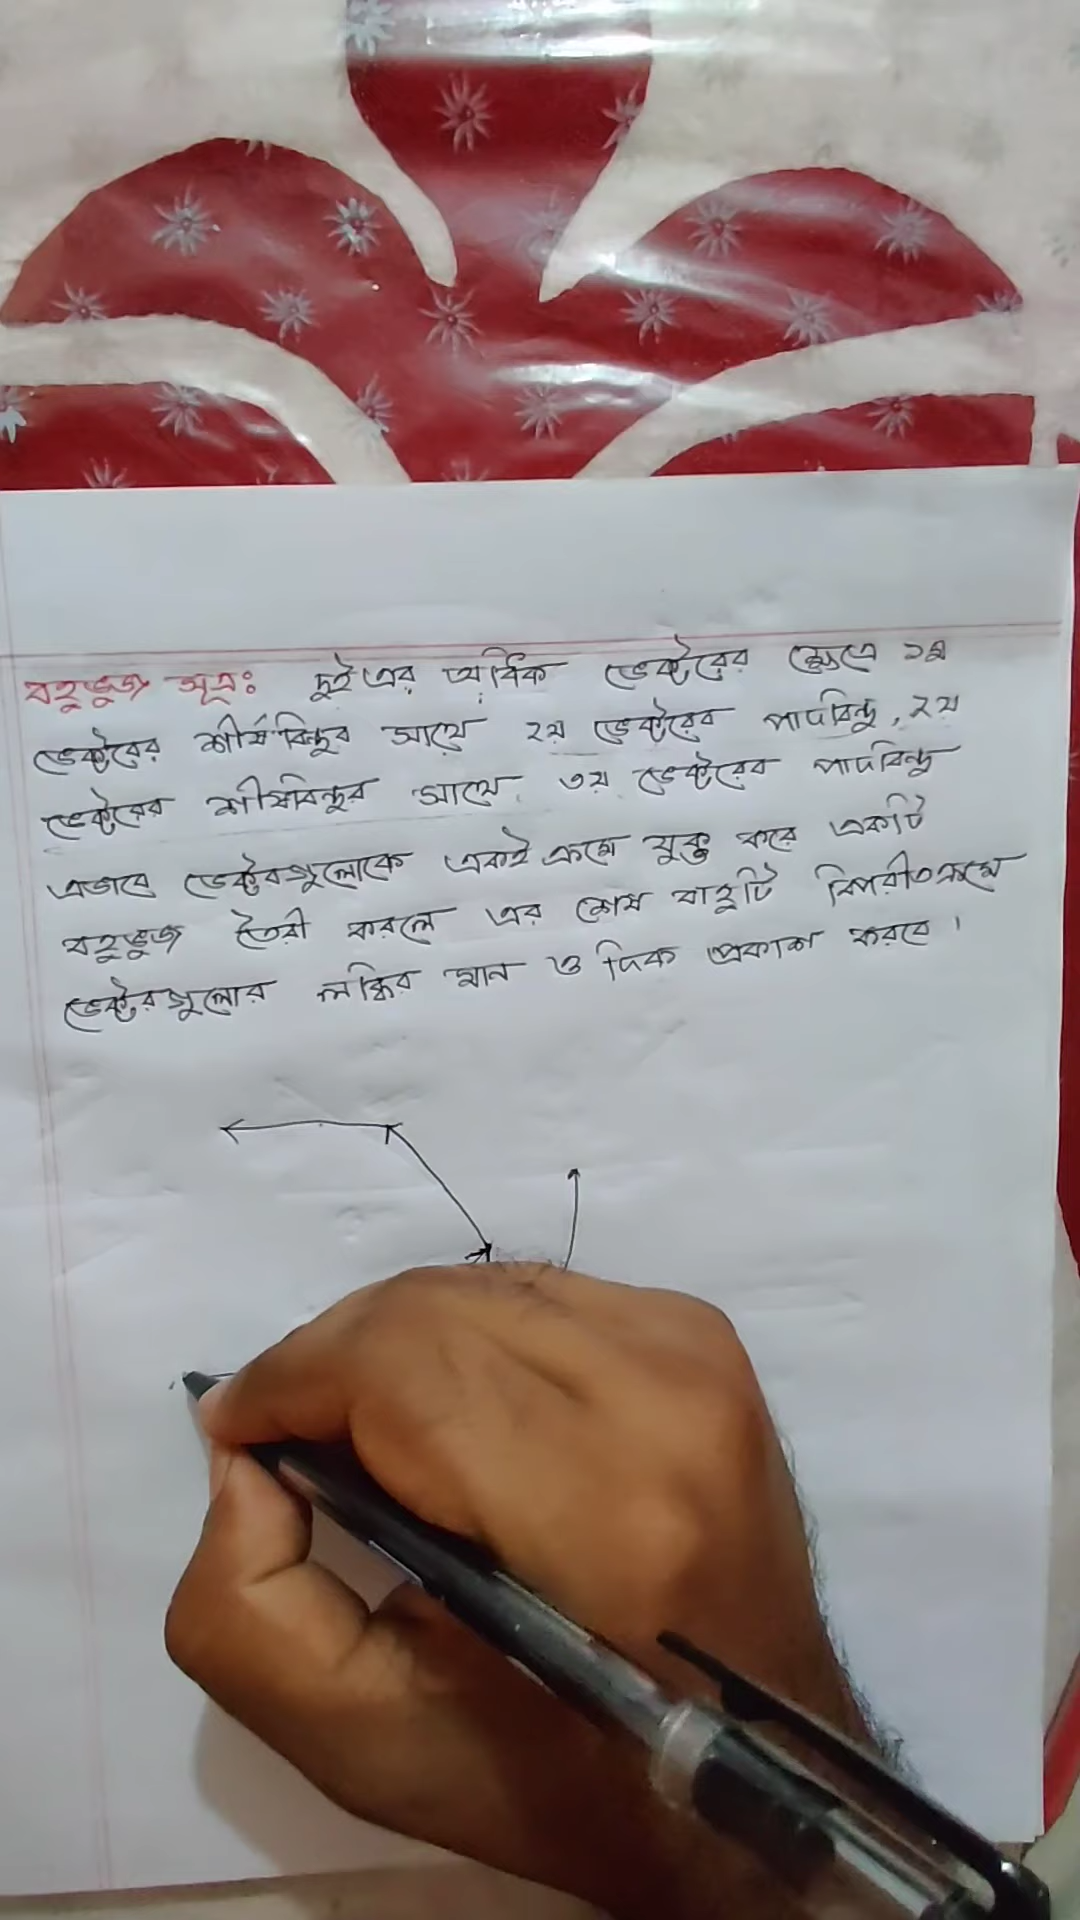 বহুভুজ সূত্রঃ দুই এর অধিক ভেক্টরের ক্ষেত্রে ১ম
ভেক্টরের শীর্ষবিন্দুর সাথে ২য় ভেক্টরের পাদবিন্দু, ২য়
ভেক্টরের শীর্ষবিন্দুর সাথে ৩য় ভেক্টরের পাদবিন্দু
এভাবে ভেক্টরগুলোকে একই ক্রমে যুক্ত করে একটি
বহুভুজ তৈরী করলে এর শেষ বাহুটি বিপরীতক্রমে
ভেক্টরগুলোর লব্ধির মান ও দিক প্রকাশ করবে।